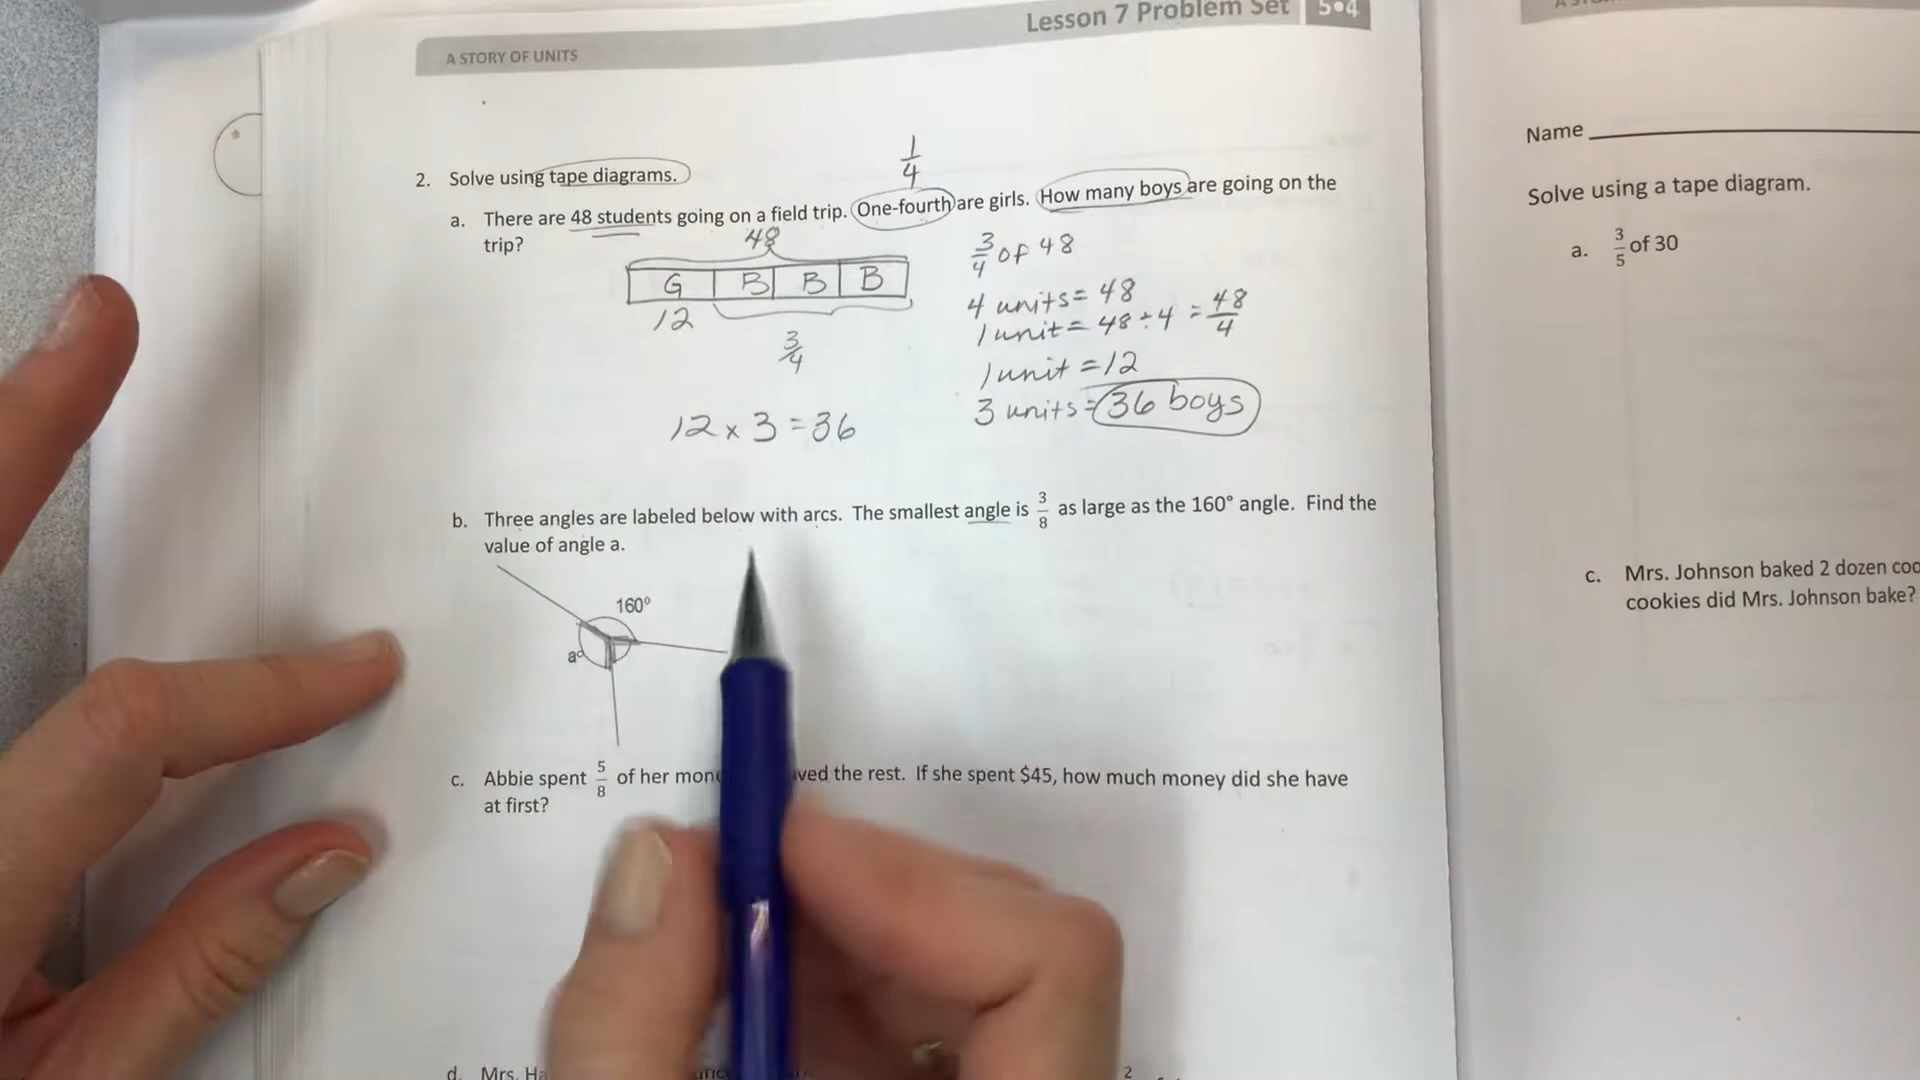 Lesson 7 Problem Set 5•4
A STORY OF UNITS
1/4
2. Solve using tape diagrams.
a. There are 48 students going on a field trip. One-fourth are girls. How many boys are going on the
trip?
48
G B B B
12
3/4
12 x 3 = 36
3/4 of 48
4 units = 48
1 unit = 48 ÷ 4 = 48/4
1 unit = 12
3 units = 36 boys
b. Three angles are labeled below with arcs. The smallest angle is 3/8 as large as the 160° angle. Find the
value of angle a.
160°
a°
c. Abbie spent 5/8 of her the rest. If she spent $45, how much money did she have
at first?
d. Mrs.
2
Name
Solve using a tape diagram.
a. 3/5 of 30
c. Mrs. Johnson baked 2 dozen
cookies did Mrs. Johnson bake?